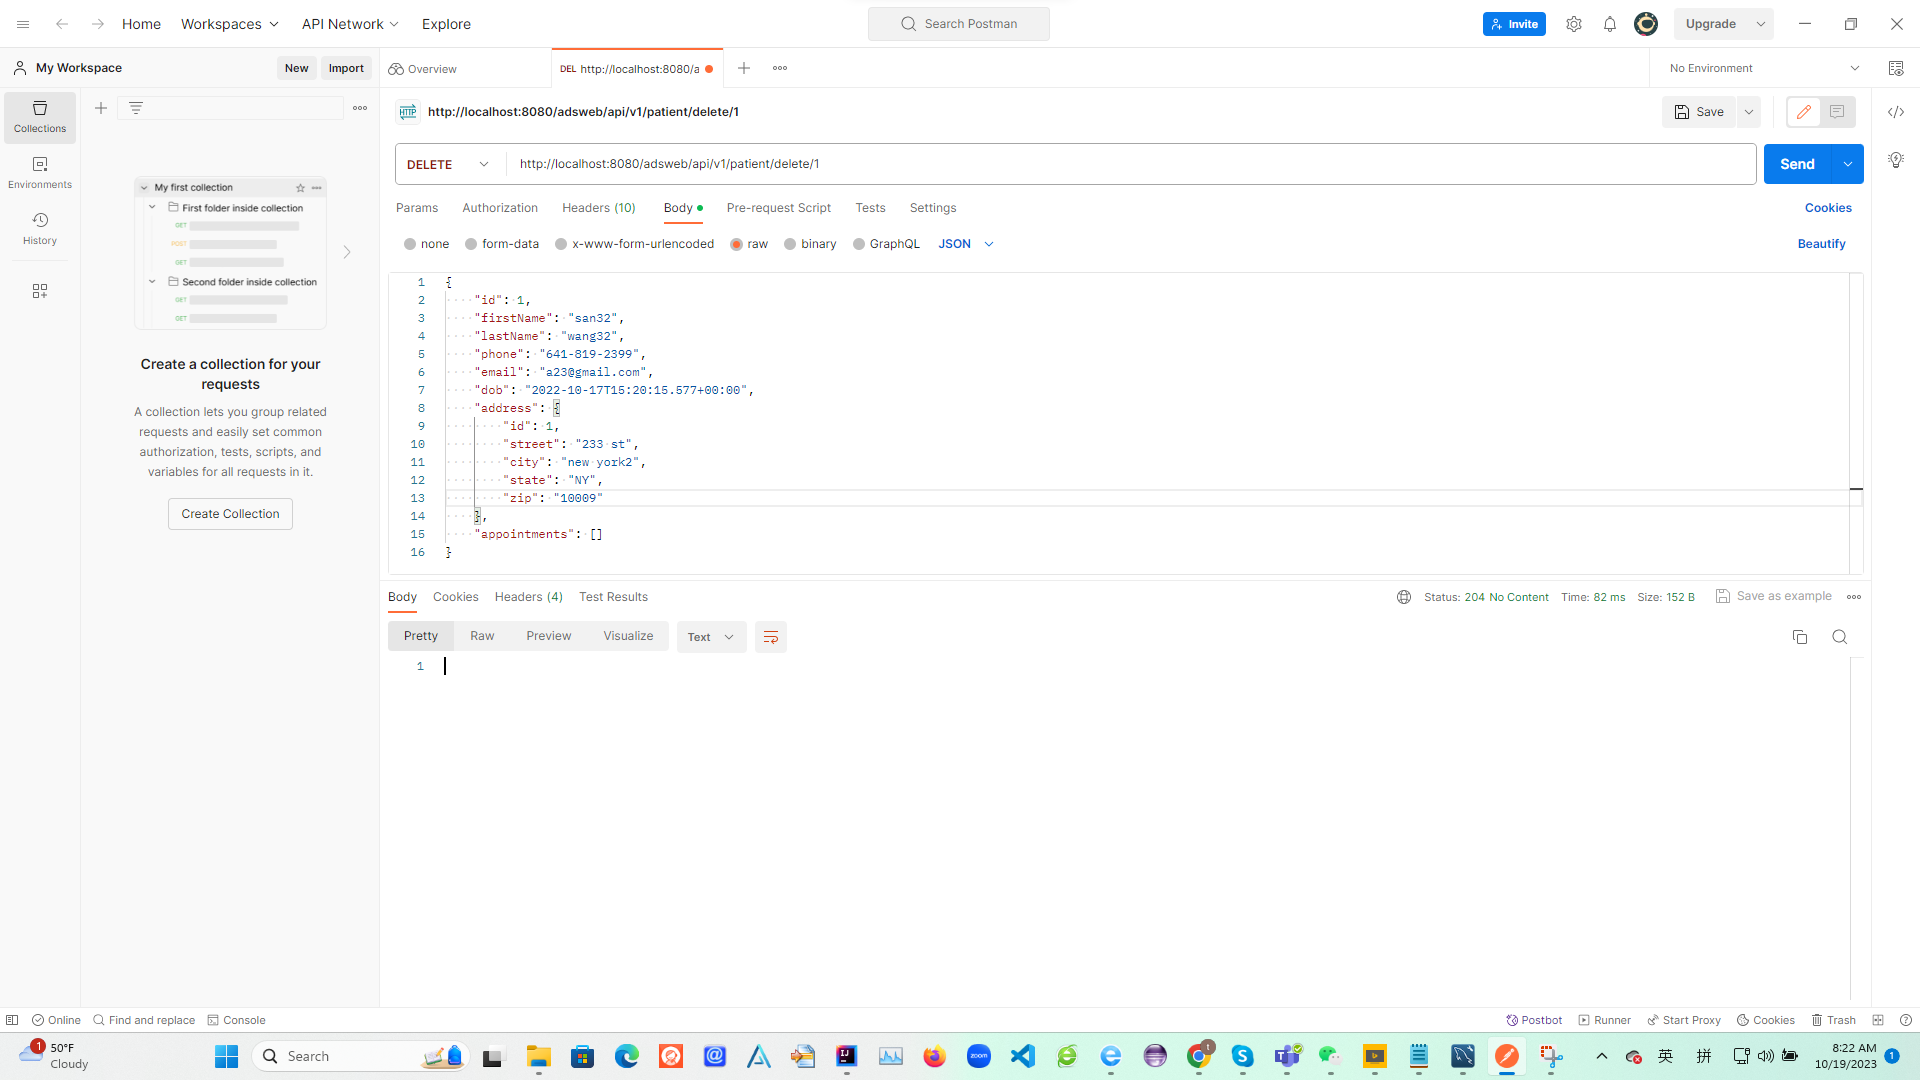 Home
Workspaces
API Network
Explore
Search Postman
Invite
Upgrade
My Workspace
New
Import
Overview
DEL http://localhost:8080/a
No Environment
Collections
Environments
History
My first collection
First folder inside collection
GET
POST
GET
Second folder inside collection
GET
GET
Create a collection for your
requests
A collection lets you group related
requests and easily set common
authorization, tests, scripts, and
variables for all requests in it.
Create Collection
HTTP
http://localhost:8080/adsweb/api/v1/patient/delete/1
Save
DELETE
http://localhost:8080/adsweb/api/v1/patient/delete/1
Send
Params
Authorization
Headers (10)
Body
Pre-request Script
Tests
Settings
Cookies
none
form-data
x-www-form-urlencoded
raw
binary
GraphQL
JSON
Beautify
1 {
2 "id": 1,
3 "firstName": "san32",
4 "lastName": "wang32",
5 "phone": "641-819-2399",
6 "email": "a23@gmail.com",
7 "dob": "2022-10-17T15:20:15.577+00:00",
8 "address": {
9 "id": 1,
10 "street": "233 st",
11 "city": "new york2",
12 "state": "NY",
13 "zip": "10009"
14 },
15 "appointments": []
16 }
Body
Cookies
Headers (4)
Test Results
Status: 204 No Content
Time: 82 ms
Size: 152 B
Save as example
Pretty
Raw
Preview
Visualize
Text
1
Online
Find and replace
Console
Postbot
Runner
Start Proxy
Cookies
Trash
1
50°F
Cloudy
Search
zoom
t
英
拼
8:22 AM
10/19/2023
1